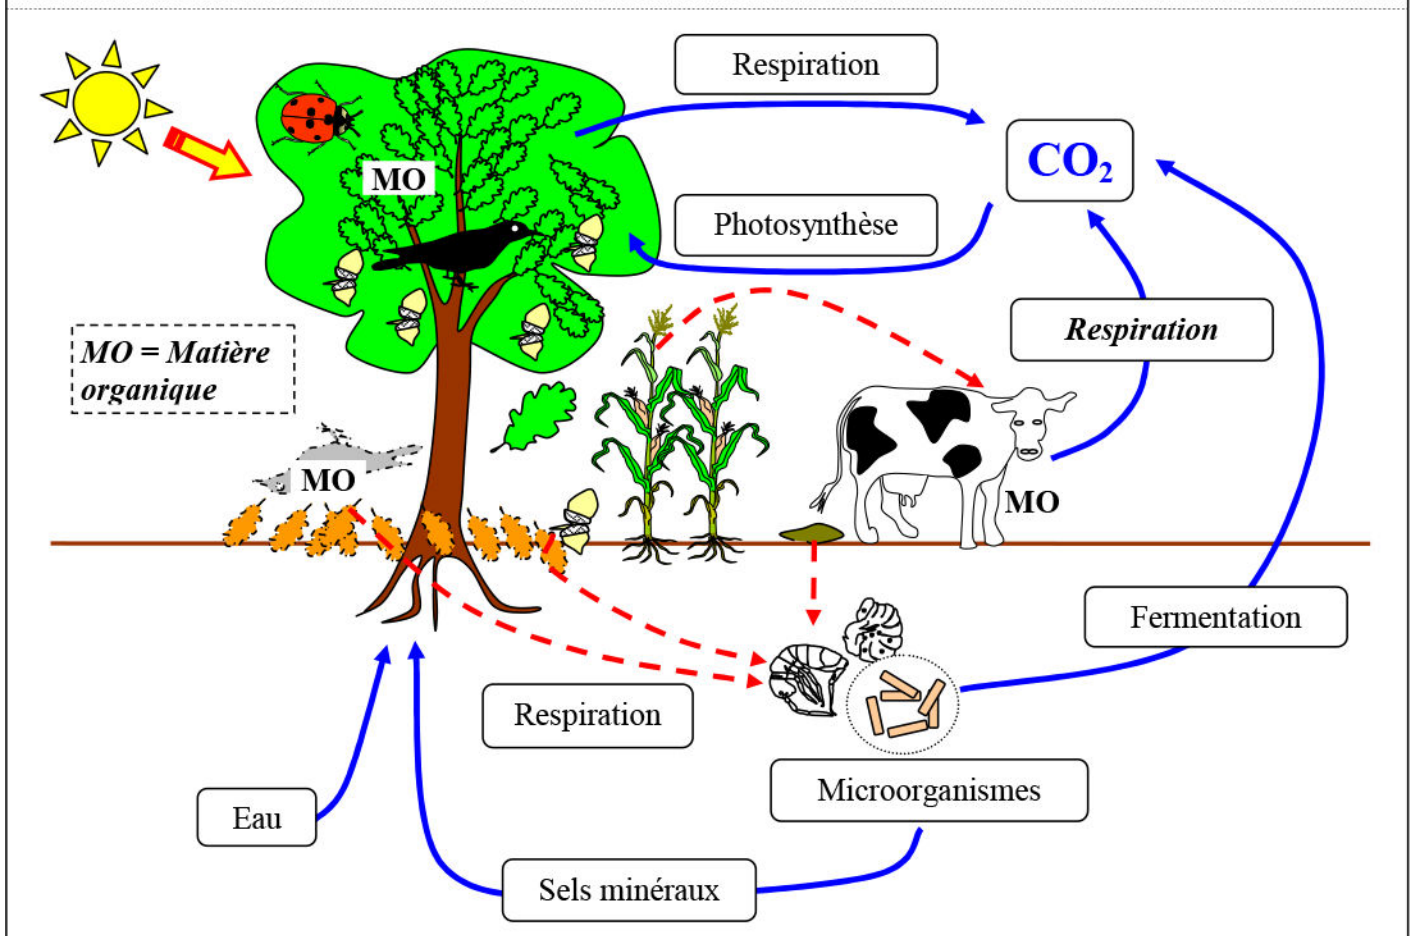 Respiration
CO₂
MO
Photosynthèse
Respiration
MO = Matière
organique
MO
MO
Fermentation
Respiration
Microorganismes
Eau
Sels minéraux